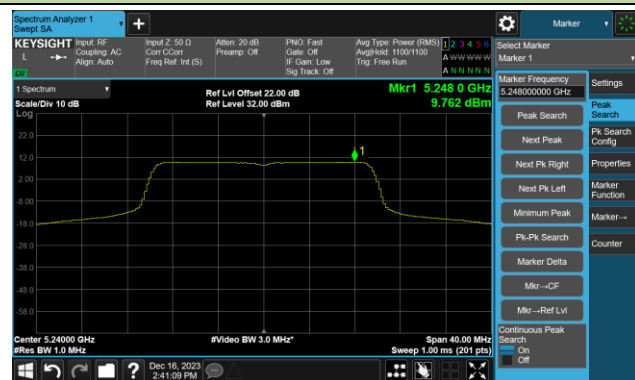 Spectrum Analyzer 1
Swept SA
Marker
KEYSIGHT
L
Input: RF
Coupling: AC
Align: Auto
Input Z: 50 Ω
Corr CCorr
Freq Ref: Int (S)
Atten: 20 dB
Preamp: Off
PNO: Fast
Gate: Off
IF Gain: Low
Sig Track: Off
Avg Type: Power (RMS)
Avg|Hold: 1100/1100
Trig: Free Run
1 2 3 4 5 6
A W W W W W
A N N N N N
Select Marker
Marker 1
1 Spectrum
Scale/Div 10 dB
Log
Ref Lvl Offset 22.00 dB
Ref Level 32.00 dBm
Mkr1 5.248 0 GHz
9.762 dBm
Marker Frequency
5.248000000 GHz
Settings
Peak Search
Next Peak
Next Pk Right
Next Pk Left
Minimum Peak
Pk-Pk Search
Marker Delta
Mkr→CF
Mkr→Ref Lvl
Continuous Peak
Search
On
Off
Peak
Search
Pk Search
Config
Properties
Marker
Function
Marker→
Counter
22.0
12.0
2.00
-8.00
-18.0
-28.0
-38.0
-48.0
-58.0
1
Center 5.24000 GHz
#Res BW 1.0 MHz
#Video BW 3.0 MHz*
Span 40.00 MHz
Sweep 1.00 ms (201 pts)
Dec 16, 2023
2:41:09 PM